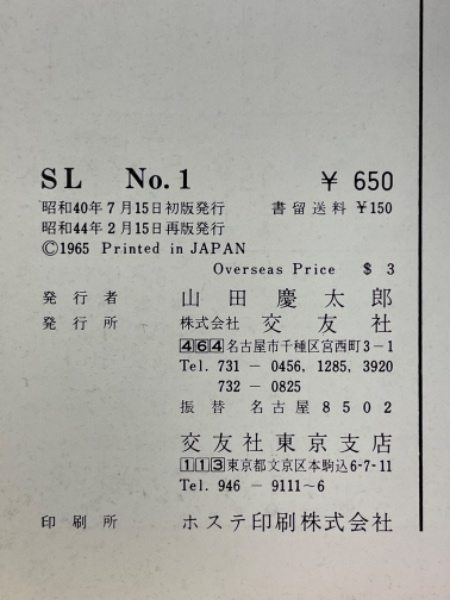 SL No.1 ¥ 650
昭和40年7月15日初版発行 書留送料 ¥150
昭和44年2月15日再版発行
©1965 Printed in JAPAN
Overseas Price $ 3
発行者 山田慶太郎
発行所 株式会社 交友社
464 名古屋市千種区宮西町3-1
Tel. 731 - 0456, 1285, 3920
732 - 0825
振替 名古屋 8502
交友社東京支店
113 東京都文京区本駒込6-7-11
Tel. 946 - 9111~6
印刷所 ホステ印刷株式会社